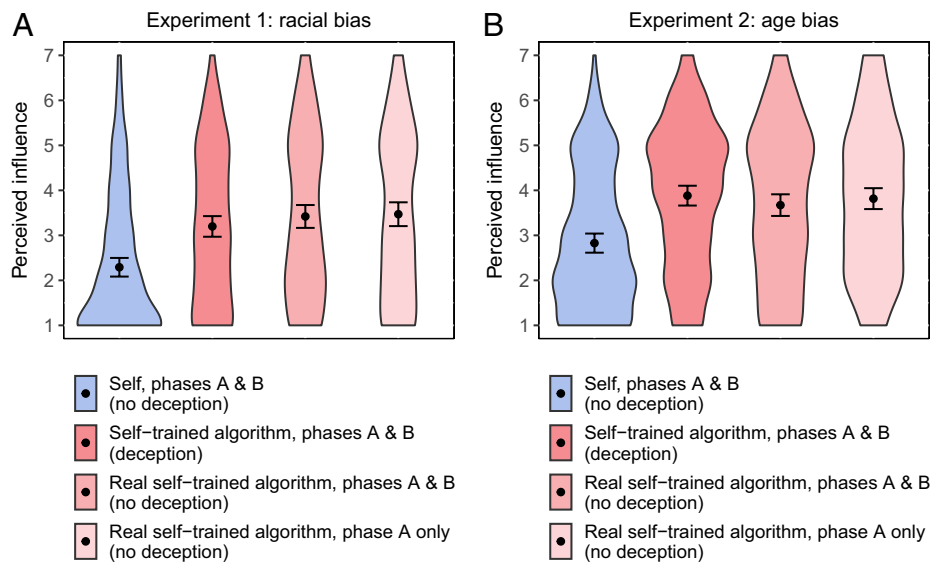 A
Experiment 1: racial bias
Perceived influence
7
6
5
4
3
2
1
Self, phases A & B
(no deception)
Self−trained algorithm, phases A & B
(deception)
Real self−trained algorithm, phases A & B
(no deception)
Real self−trained algorithm, phase A only
(no deception)
B
Experiment 2: age bias
Perceived influence
7
6
5
4
3
2
1
Self, phases A & B
(no deception)
Self−trained algorithm, phases A & B
(deception)
Real self−trained algorithm, phases A & B
(no deception)
Real self−trained algorithm, phase A only
(no deception)